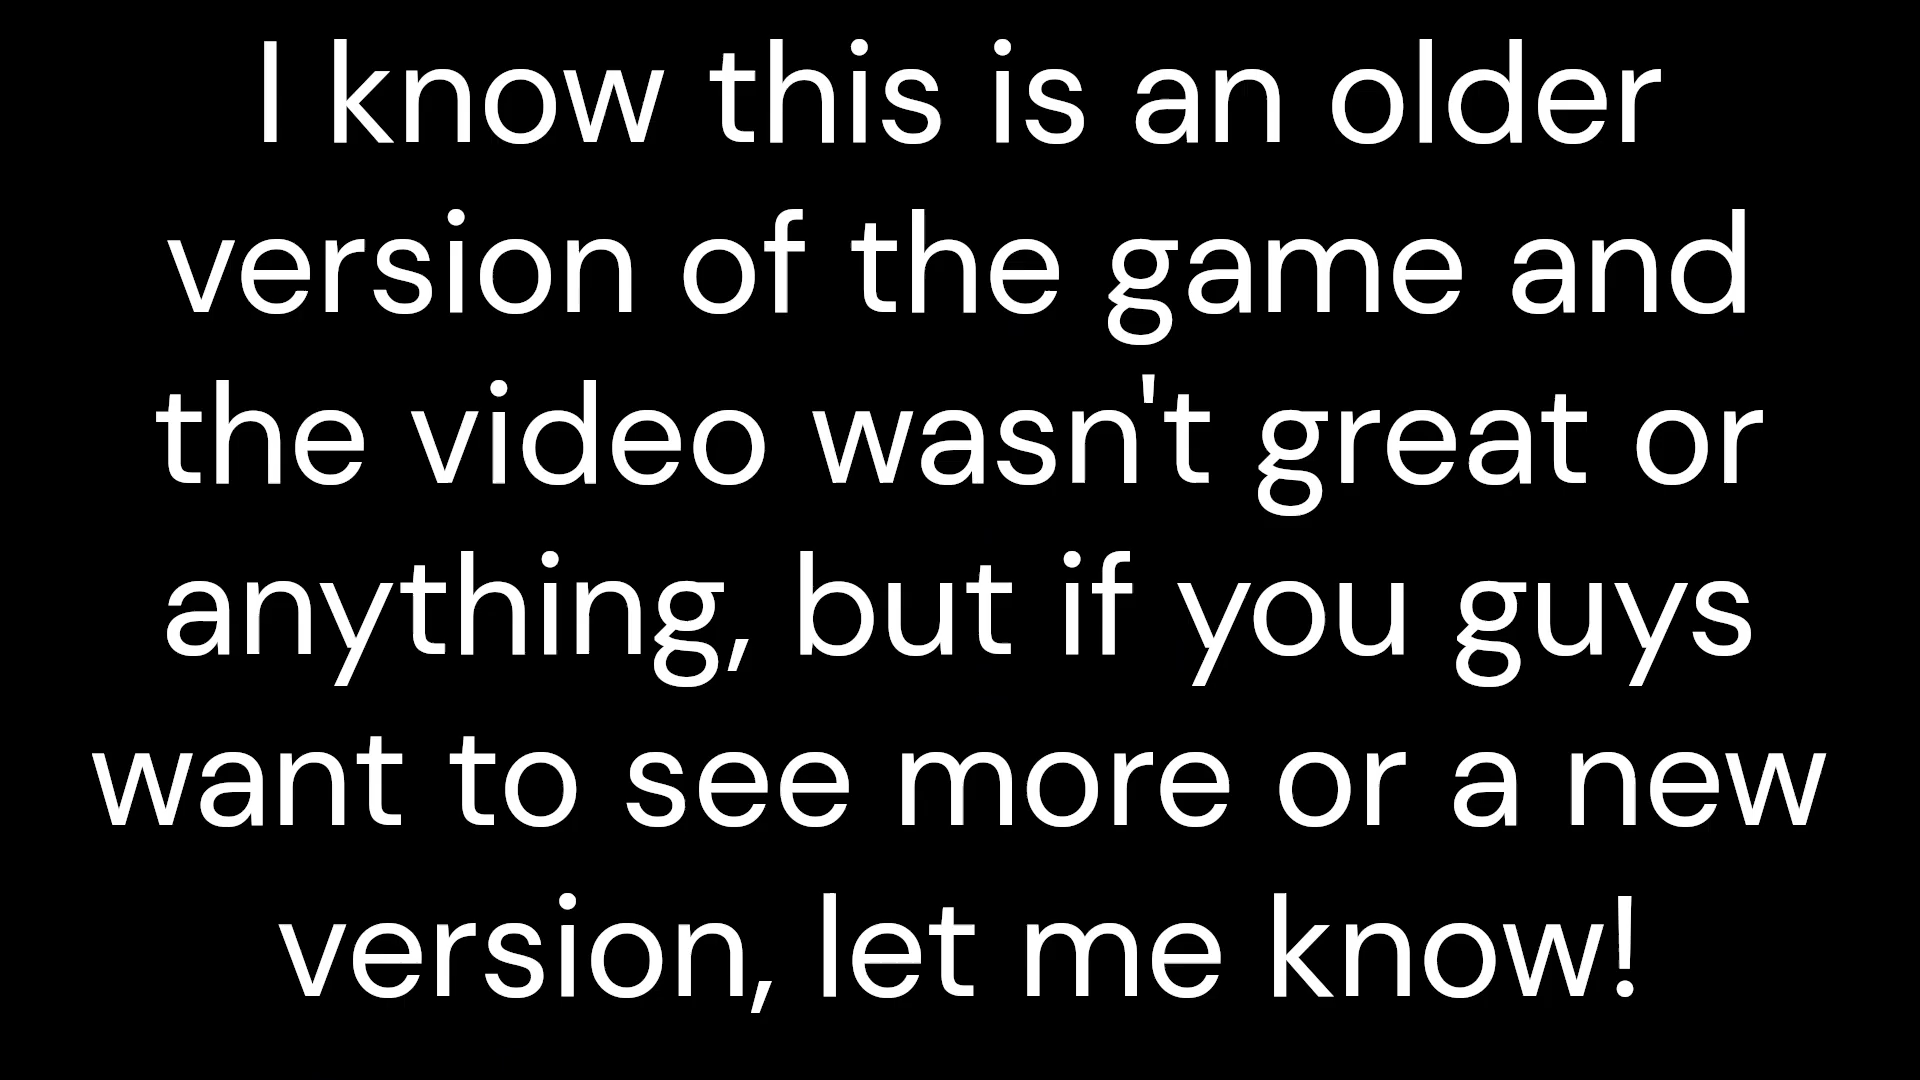 I know this is an older
version of the game and
the video wasn't great or
anything, but if you guys
want to see more or a new
version, let me know!